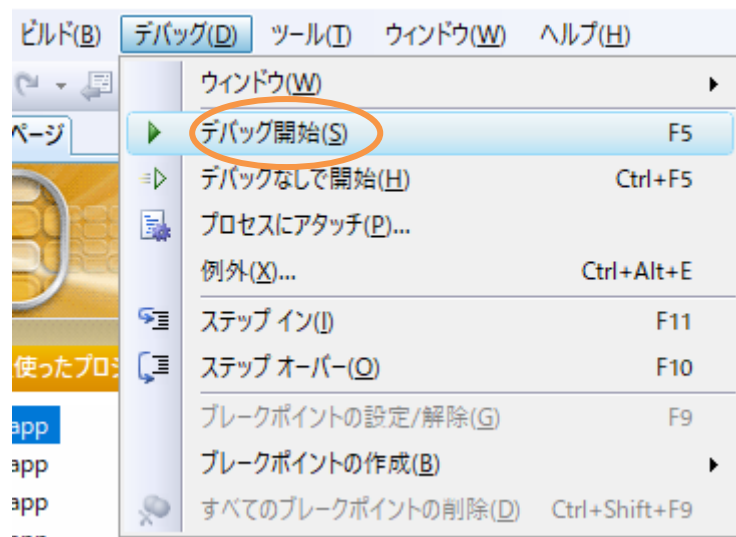 ビルド(B) デバッグ(D) ツール(T) ウィンドウ(W) ヘルプ(H)
ウィンドウ(W)
ページ
デバッグ開始(S) F5
デバックなしで開始(H) Ctrl+F5
プロセスにアタッチ(P)...
例外(X)... Ctrl+Alt+E
ステップ イン(I) F11
使ったプロジ
ステップ オーバー(O) F10
app
ブレークポイントの設定/解除(G) F9
app
ブレークポイントの作成(B)
app
すべてのブレークポイントの削除(D) Ctrl+Shift+F9